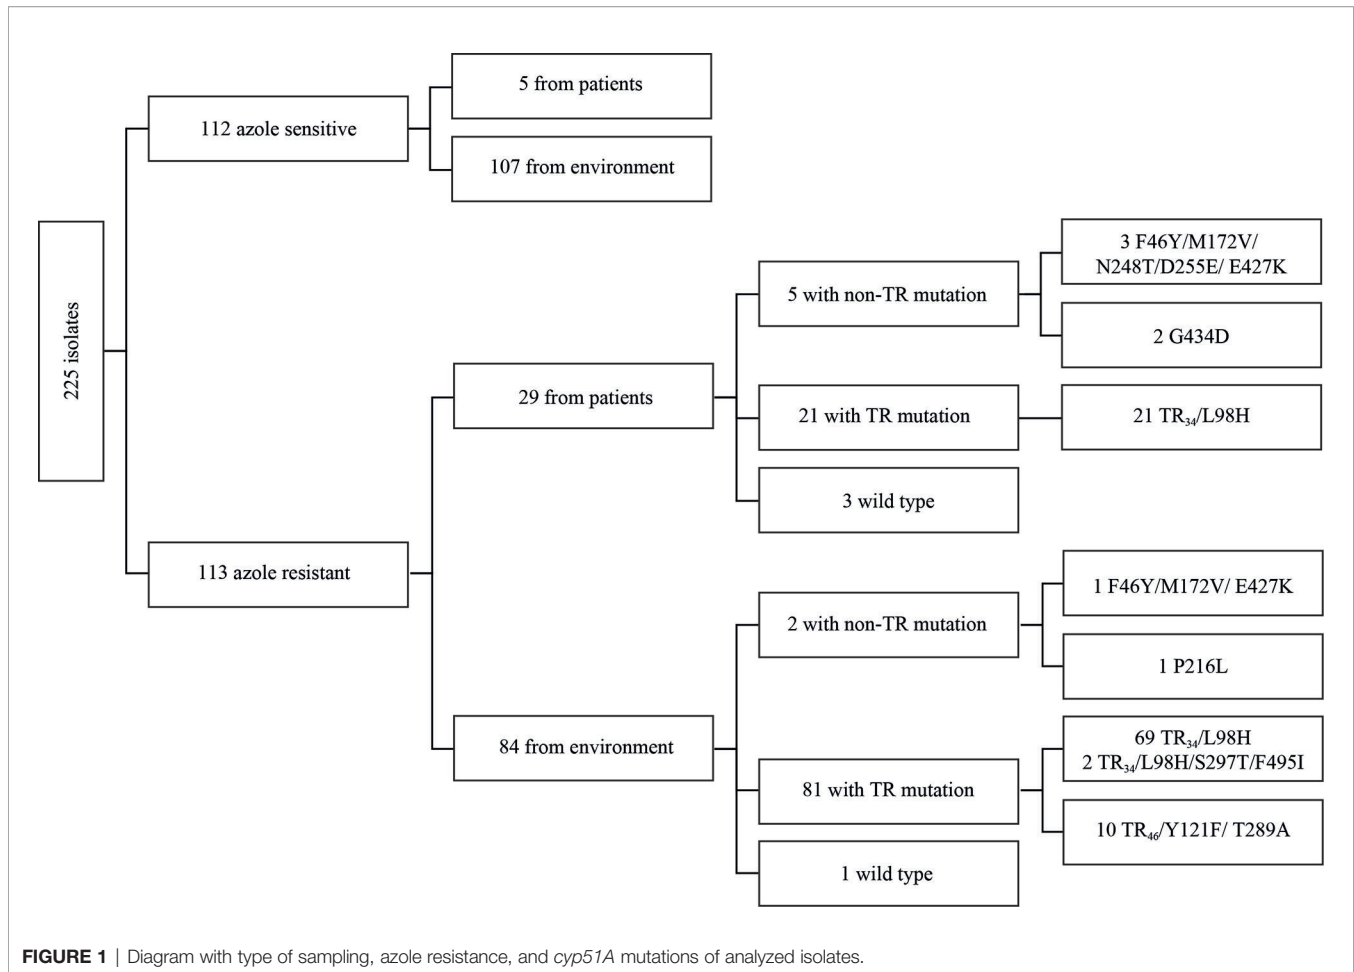 225 isolates
112 azole sensitive
5 from patients
107 from environment
113 azole resistant
29 from patients
5 with non-TR mutation
3 F46Y/M172V/
N248T/D255E/ E427K
2 G434D
21 with TR mutation
21 TR₃₄/L98H
3 wild type
84 from environment
2 with non-TR mutation
1 F46Y/M172V/ E427K
1 P216L
81 with TR mutation
69 TR₃₄/L98H
2 TR₃₄/L98H/S297T/F495I
10 TR₄₆/Y121F/ T289A
1 wild type
FIGURE 1 | Diagram with type of sampling, azole resistance, and cyp51A mutations of analyzed isolates.